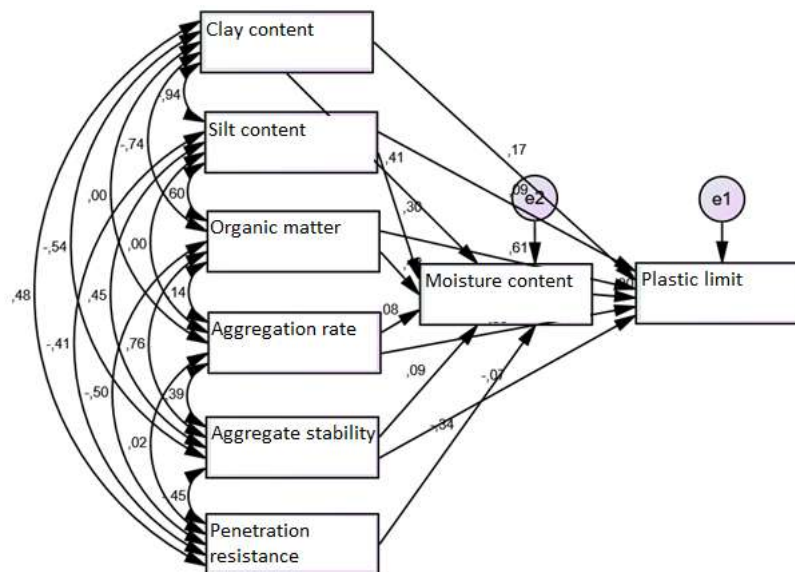 Clay content
,94
Silt content
-,74
,17
,41
,09
e2
e1
,00
,60
,30
Organic matter
,00
,61
-,54
Moisture content
Plastic limit
,48
,45
,14
,08
Aggregation rate
-,41
,76
-,50
,39
,09
-,07
-,34
Aggregate stability
,02
-,45
Penetration
resistance